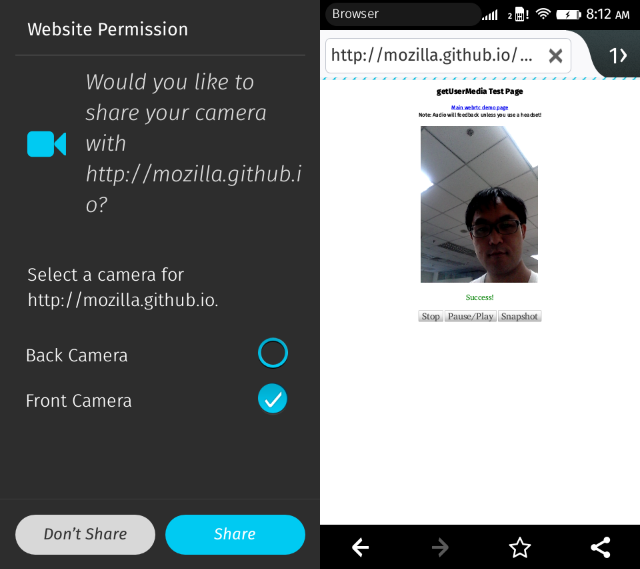 Website Permission
Would you like to
share your camera
with
http://mozilla.github.i
o?
Select a camera for
http://mozilla.github.io.
Back Camera
Front Camera
Don't Share
Share
Browser
2
8:12 AM
http://mozilla.github.io/...
1
getUserMedia Test Page
Main webrtc demo page
Note: Audio will feedback unless you use a headset!
Success!
Stop Pause/Play Snapshot